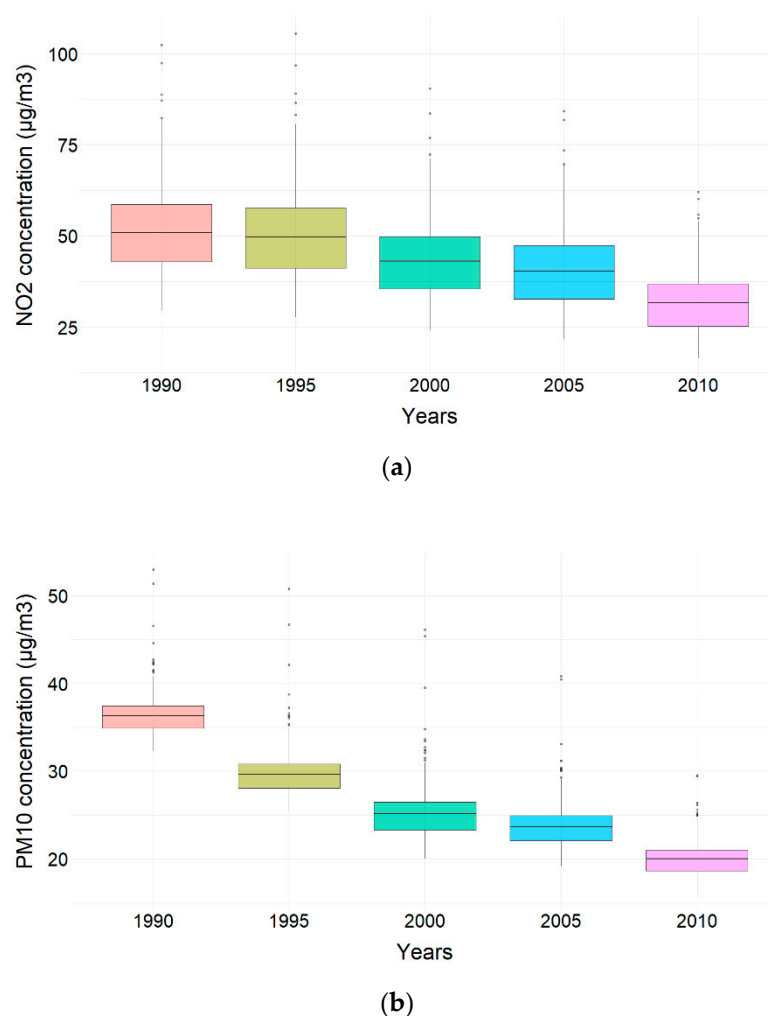 NO2 concentration (µg/m3)
100
75
50
25
1990 1995 2000 2005 2010
Years
(a)
PM10 concentration (µg/m3)
50
40
30
20
1990 1995 2000 2005 2010
Years
(b)